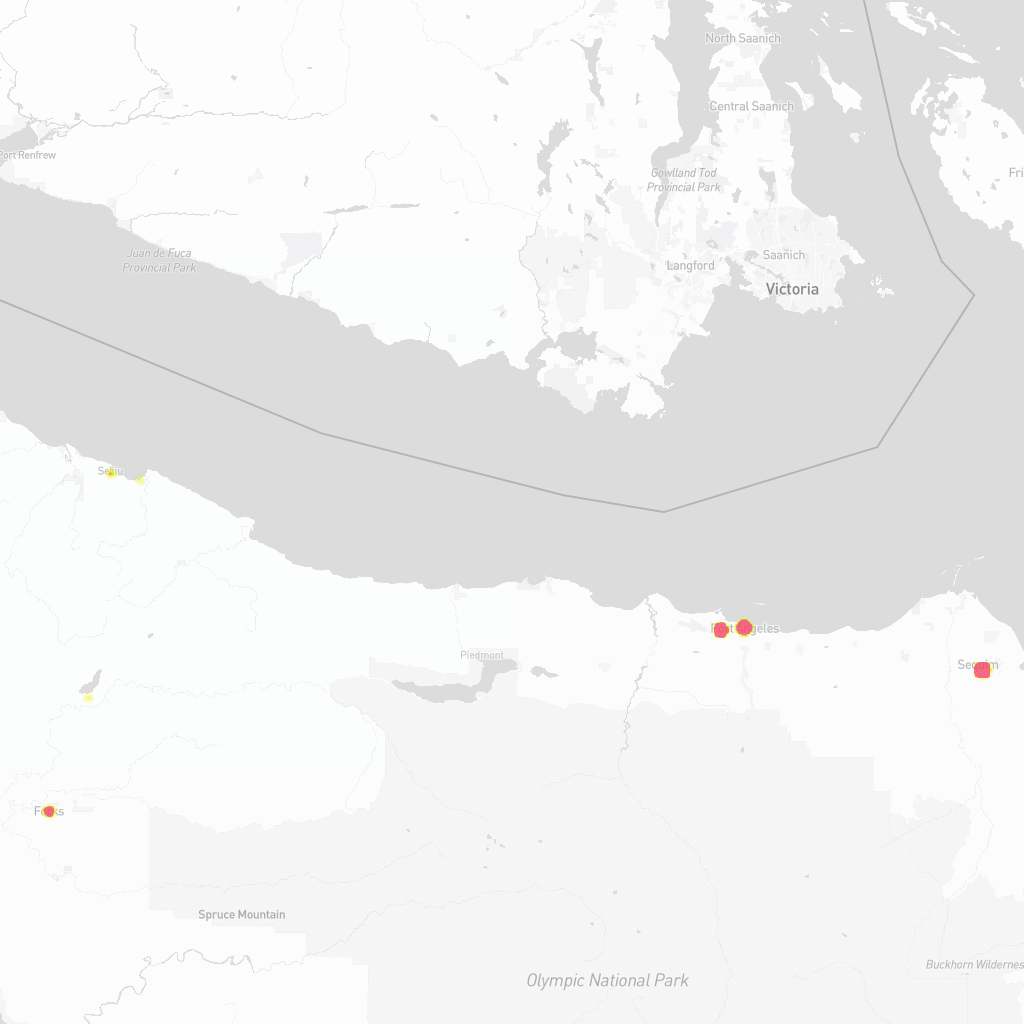 North Saanich
Central Saanich
Port Renfrew
Gowlland Tod
Provincial Park
Fri
Juan de Fuca
Provincial Park
Saanich
Langford
Victoria
Sekiu
Port Angeles
Piedmont
Sequim
Forks
Spruce Mountain
Buckhorn Wildernes
Olympic National Park